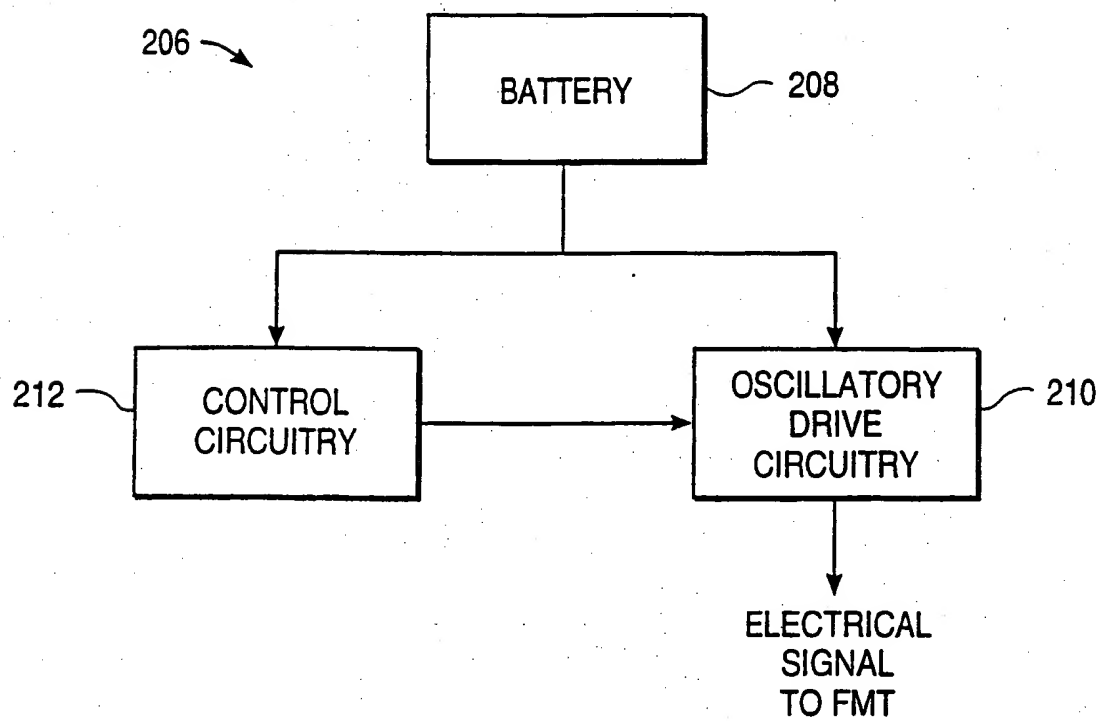 206
BATTERY
208
212
CONTROL
CIRCUITRY
OSCILLATORY
DRIVE
CIRCUITRY
210
ELECTRICAL
SIGNAL
TO FMT